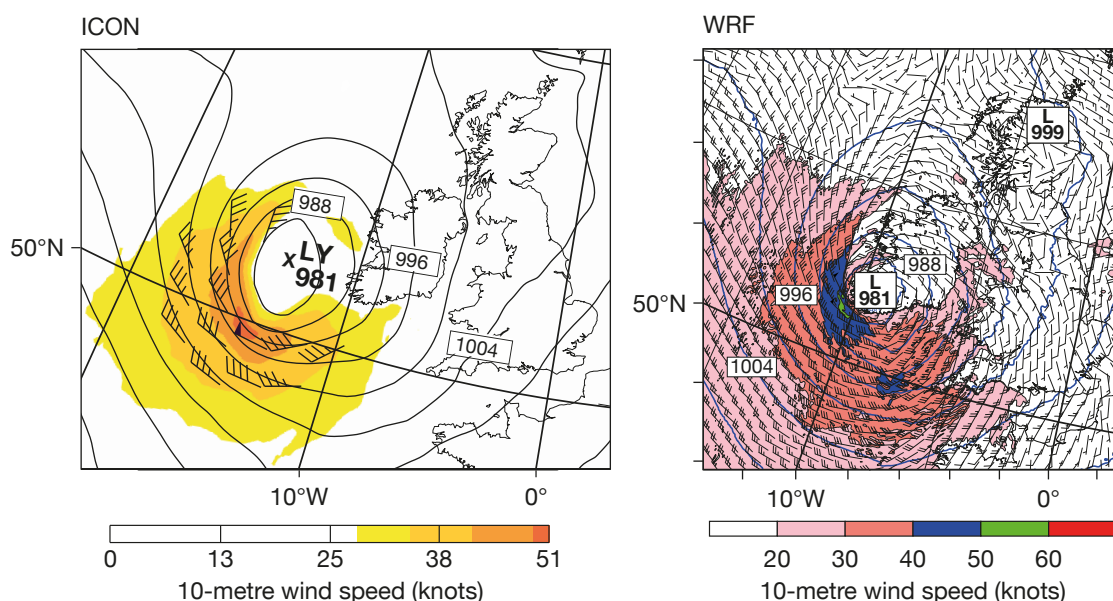 ICON
988
x LY
981
996
1004
50°N
10°W
0°
0
13
25
38
51
10-metre wind speed (knots)
WRF
L
999
988
996
L
981
1004
50°N
10°W
0°
20
30
40
50
60
10-metre wind speed (knots)